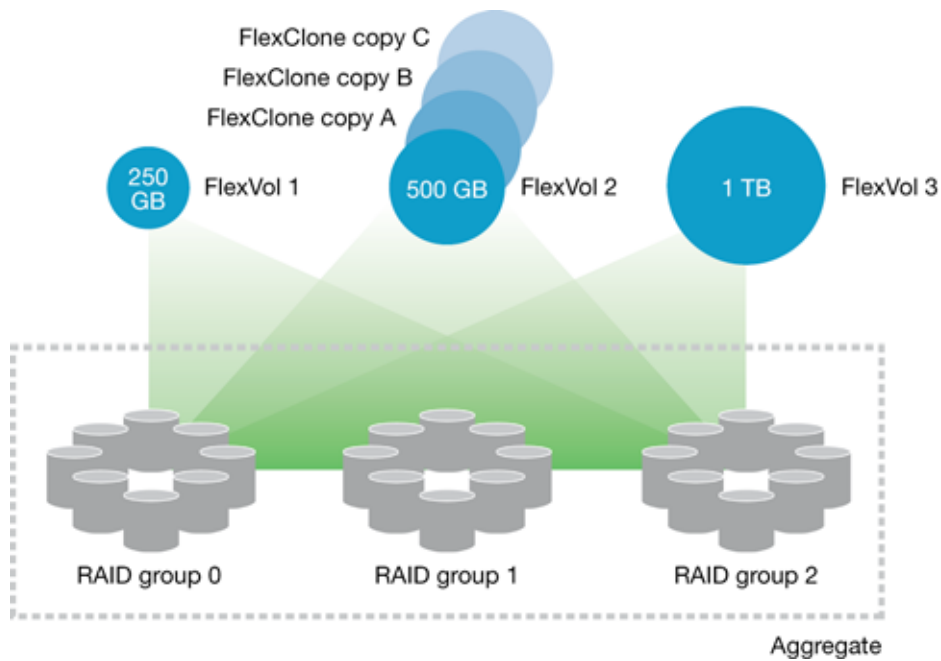 FlexClone copy C
FlexClone copy B
FlexClone copy A
250
GB
FlexVol 1
500 GB
FlexVol 2
1 TB
FlexVol 3
RAID group 0
RAID group 1
RAID group 2
Aggregate